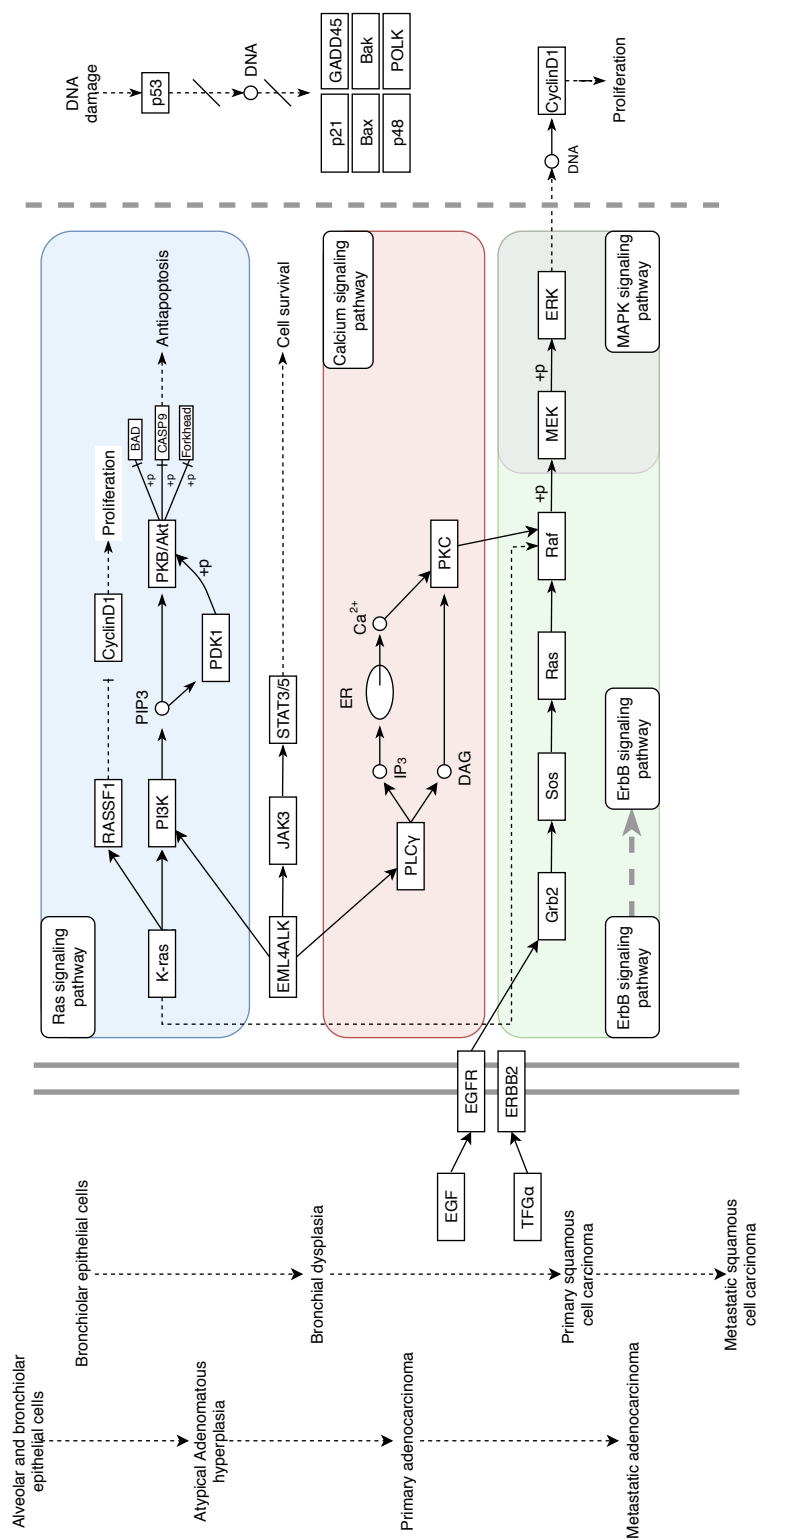 Alveolar and bronchiolar
epithelial cells
Atypical Adenomatous
hyperplasia
Primary adenocarcinoma
Metastatic adenocarcinoma
Bronchiolar epithelial cells
Bronchial dysplasia
Primary squamous
cell carcinoma
Metastatic squamous
cell carcinoma
EGF
TFGα
EGFR
ERBB2
Ras signaling
pathway
K-ras
RASSF1
PI3K
PIP3
PDK1
CyclinD1
Proliferation
PKB/Akt
+p
+p
+p
+p
BAD
CASP9
Forkhead
Antiapoptosis
EML4ALK
JAK3
STAT3/5
Cell survival
Calcium signaling
pathway
PLCγ
IP3
DAG
ER
Ca2+
PKC
ErbB signaling
pathway
ErbB signaling
pathway
Grb2
Sos
Ras
Raf
+p
MEK
+p
ERK
MAPK signaling
pathway
DNA
CyclinD1
Proliferation
DNA
damage
p53
DNA
p21
GADD45
Bax
Bak
p48
POLK